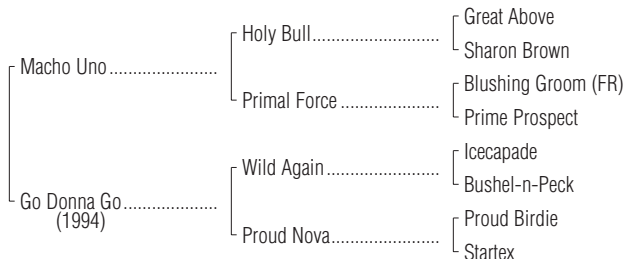 Macho Uno......................
Holy Bull.........................
Great Above
Sharon Brown
Primal Force ...................
Blushing Groom (FR)
Prime Prospect
Go Donna Go...................
(1994)
Wild Again ......................
Icecapade
Bushel-n-Peck
Proud Nova......................
Proud Birdie
Startex